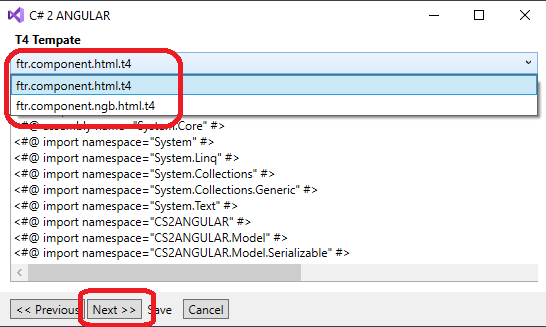 C# 2 ANGULAR
T4 Tempate
ftr.component.html.t4
ftr.component.html.t4
ftr.component.ngb.html.t4
<#@ assembly name="System.Core" #>
<#@ import namespace="System" #>
<#@ import namespace="System.Linq" #>
<#@ import namespace="System.Collections" #>
<#@ import namespace="System.Collections.Generic" #>
<#@ import namespace="System.Text" #>
<#@ import namespace="CS2ANGULAR" #>
<#@ import namespace="CS2ANGULAR.Model" #>
<#@ import namespace="CS2ANGULAR.Model.Serializable" #>
<< Previous Next >> Save Cancel